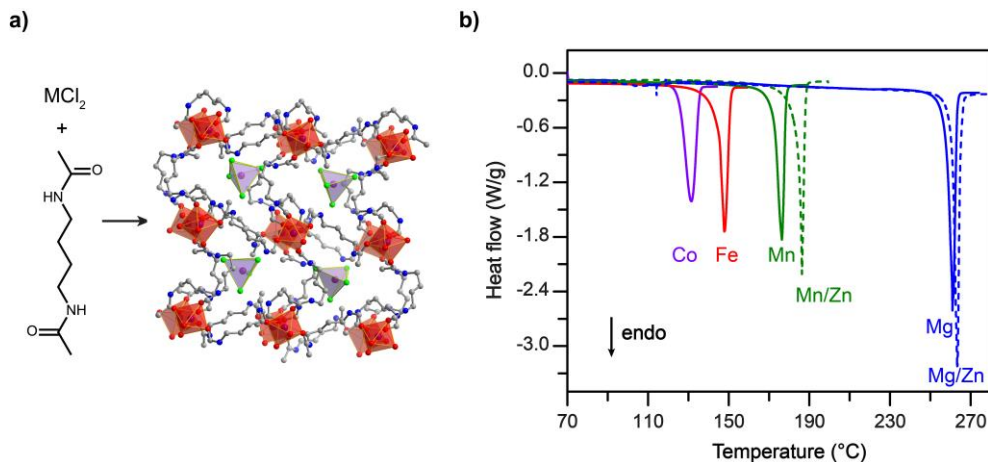 a)
MCl₂
+
O
NH
NH
O
b)
Heat flow (W/g)
0.0
-0.6
-1.2
-1.8
-2.4
-3.0
Co
Fe
Mn
Mn/Zn
Mg
Mg/Zn
endo
70
110
150
190
230
270
Temperature (°C)